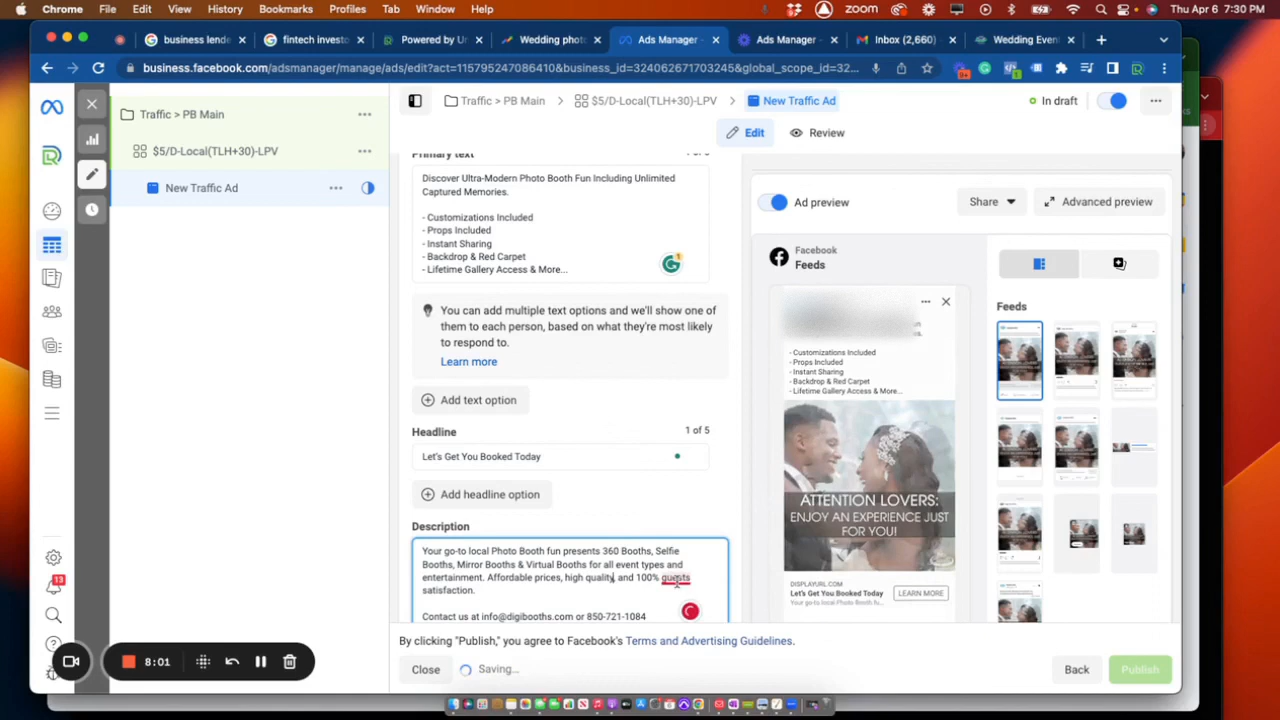 Chrome File Edit View History Bookmarks Profiles Tab Window Help zoom Thu Apr 6 7:30 PM
business lende fintech investo Powered by Ur Wedding photo Ads Manager - Ads Manager - Inbox (2,660) Wedding Even
business.facebook.com/adsmanager/manage/ads/edit?act=115795247086410&business_id=324062671703245&global_scope_id=32...
Traffic > PB Main
$5/D-Local(TLH+30)-LPV
New Traffic Ad
Traffic > PB Main > $5/D-Local(TLH+30)-LPV > New Traffic Ad In draft
Edit Review
Primary text
Discover Ultra-Modern Photo Booth Fun Including Unlimited
Captured Memories.
- Customizations Included
- Props Included
- Instant Sharing
- Backdrop & Red Carpet
- Lifetime Gallery Access & More...
You can add multiple text options and we'll show one of
them to each person, based on what they're most likely
to respond to.
Learn more
Add text option
Headline 1 of 5
Let's Get You Booked Today
Add headline option
Description
Your go-to local Photo Booth fun presents 360 Booths, Selfie
Booths, Mirror Booths & Virtual Booths for all event types and
entertainment. Affordable prices, high quality, and 100% guests
satisfaction.
Contact us at info@digibooths.com or 850-721-1084
Ad preview Share Advanced preview
Facebook
Feeds
- Customizations Included
- Props Included
- Instant Sharing
- Backdrop & Red Carpet
- Lifetime Gallery Access & More...
ATTENTION LOVERS:
ENJOY AN EXPERIENCE JUST
FOR YOU!
DISPLAYURL.COM
Let's Get You Booked Today
Your go-to local Photo Booth fu...
LEARN MORE
Feeds
By clicking "Publish," you agree to Facebook's Terms and Advertising Guidelines.
Close Saving... Back Publish
13
8:01